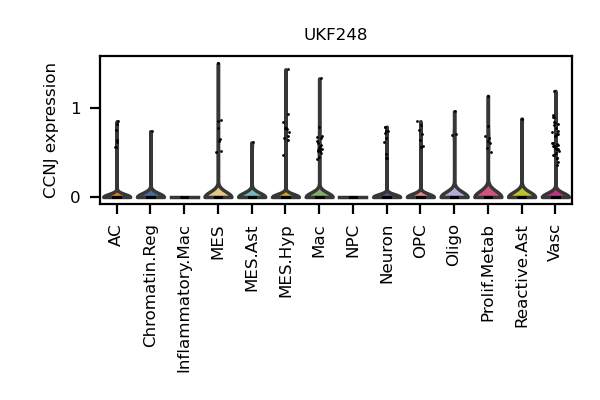 UKF248
CCNJ expression
1
0
AC
Chromatin.Reg
Inflammatory.Mac
MES
MES.Ast
MES.Hyp
Mac
NPC
Neuron
OPC
Oligo
Prolif.Metab
Reactive.Ast
Vasc